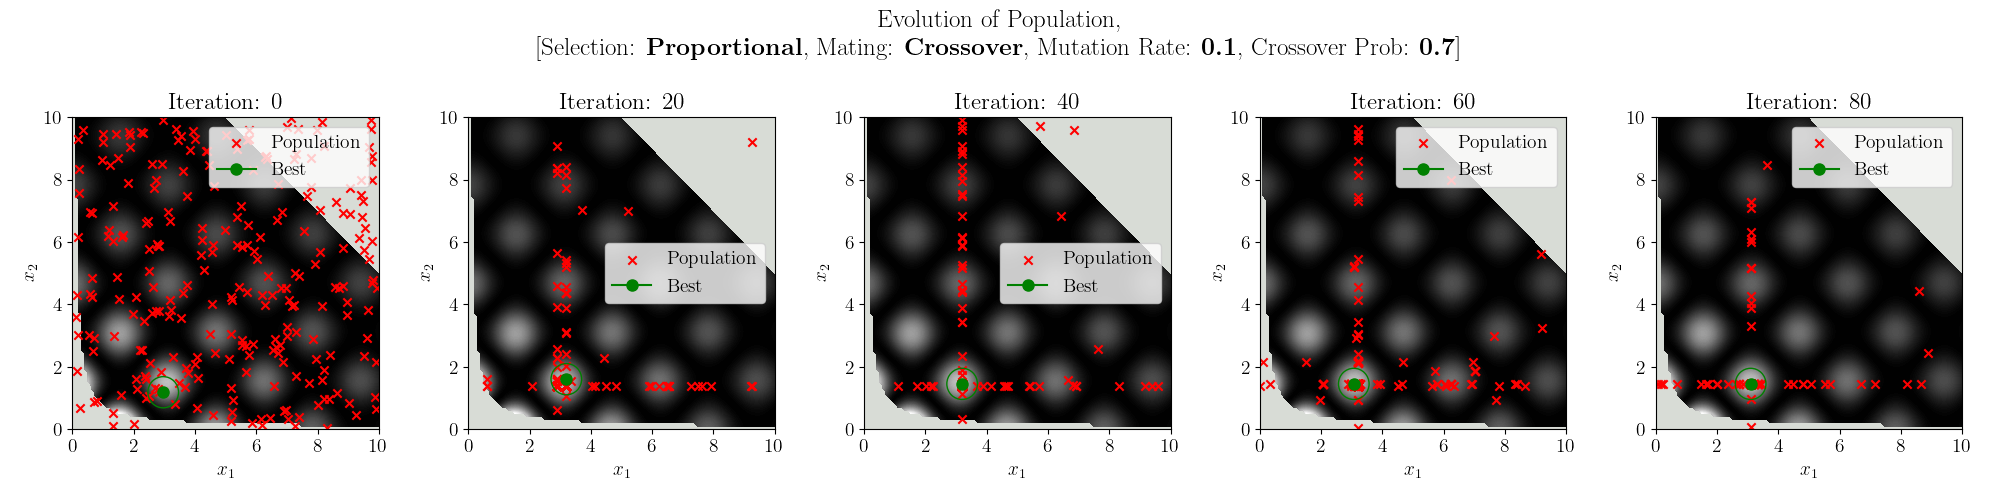 Evolution of Population,
[Selection: Proportional, Mating: Crossover, Mutation Rate: 0.1, Crossover Prob: 0.7]
Iteration: 0
10
8
6
4
2
0
x2
Population
Best
0 2 4 6 8 10
x1
Iteration: 20
10
8
6
4
2
0
x2
Population
Best
0 2 4 6 8 10
x1
Iteration: 40
10
8
6
4
2
0
x2
Population
Best
0 2 4 6 8 10
x1
Iteration: 60
10
8
6
4
2
0
x2
Population
Best
0 2 4 6 8 10
x1
Iteration: 80
10
8
6
4
2
0
x2
Population
Best
0 2 4 6 8 10
x1